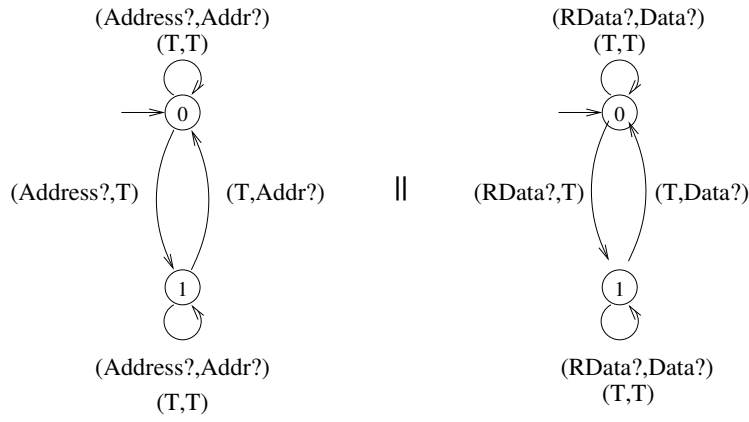 (Address?,Addr?)
(T,T)
0
(Address?,T)
(T,Addr?)
1
(Address?,Addr?)
(T,T)
||
(RData?,Data?)
(T,T)
0
(RData?,T)
(T,Data?)
1
(RData?,Data?)
(T,T)